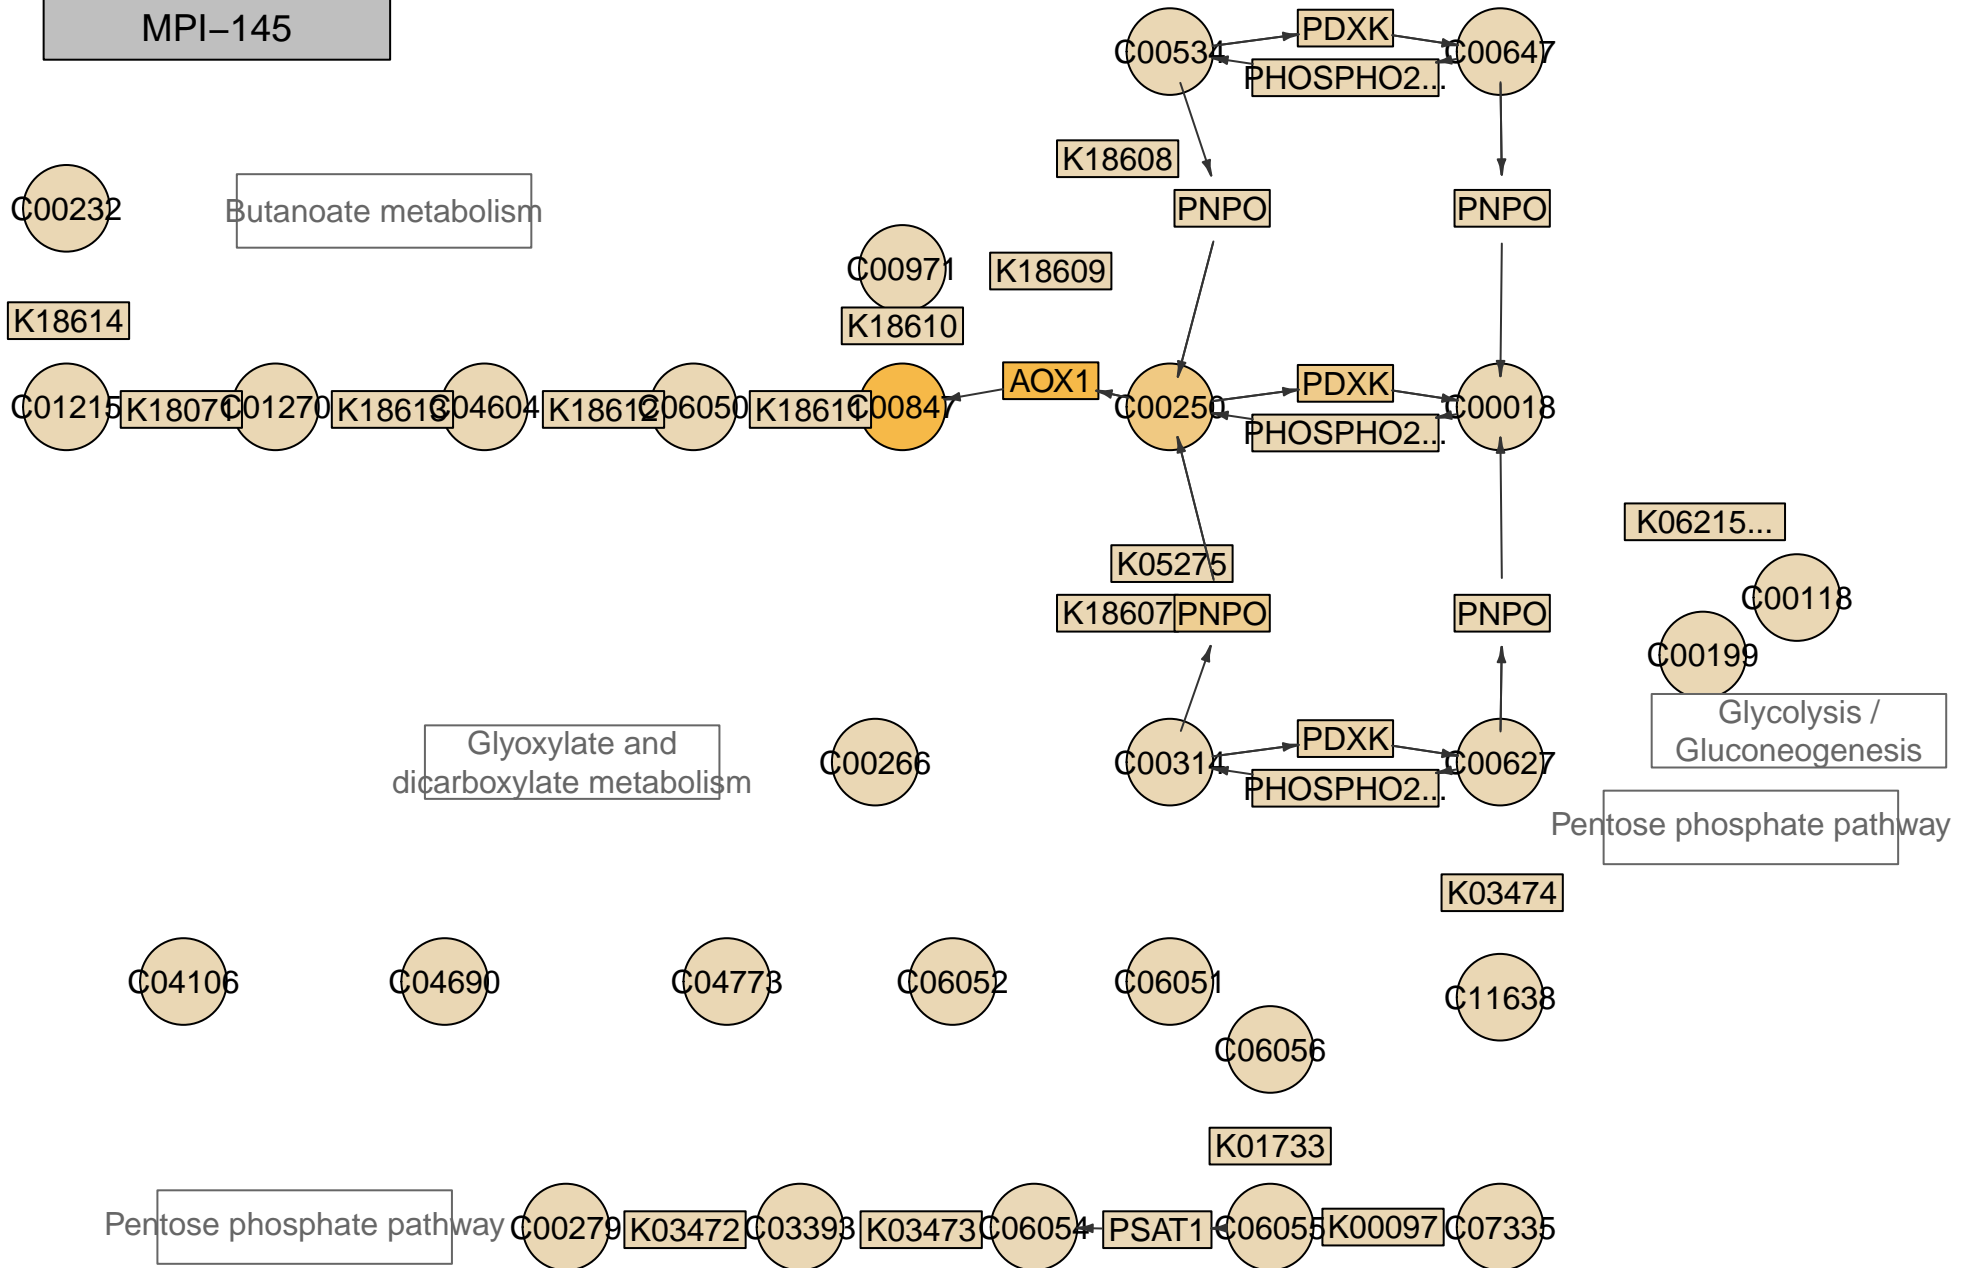 MPI–145
C00534
PDXK
C00647
PHOSPHO2...
K18608
C00232
Butanoate metabolism
PNPO
PNPO
C00971
K18609
K18614
K18610
AOX1
PDXK
C01215
K18071
C01270
K18613
C04604
K18612
C06050
K18611
C00847
C00250
C00018
PHOSPHO2...
K06215...
K05275
C00118
K18607
PNPO
PNPO
C00199
Glycolysis /
Gluconeogenesis
Glyoxylate and
dicarboxylate metabolism
C00266
C00314
PDXK
C00627
PHOSPHO2...
Pentose phosphate pathway
K03474
C04106
C04690
C04773
C06052
C06051
C11638
C06056
K01733
Pentose phosphate pathway
C00279
K03472
C03393
K03473
C06054
PSAT1
C06055
K00097
C07335